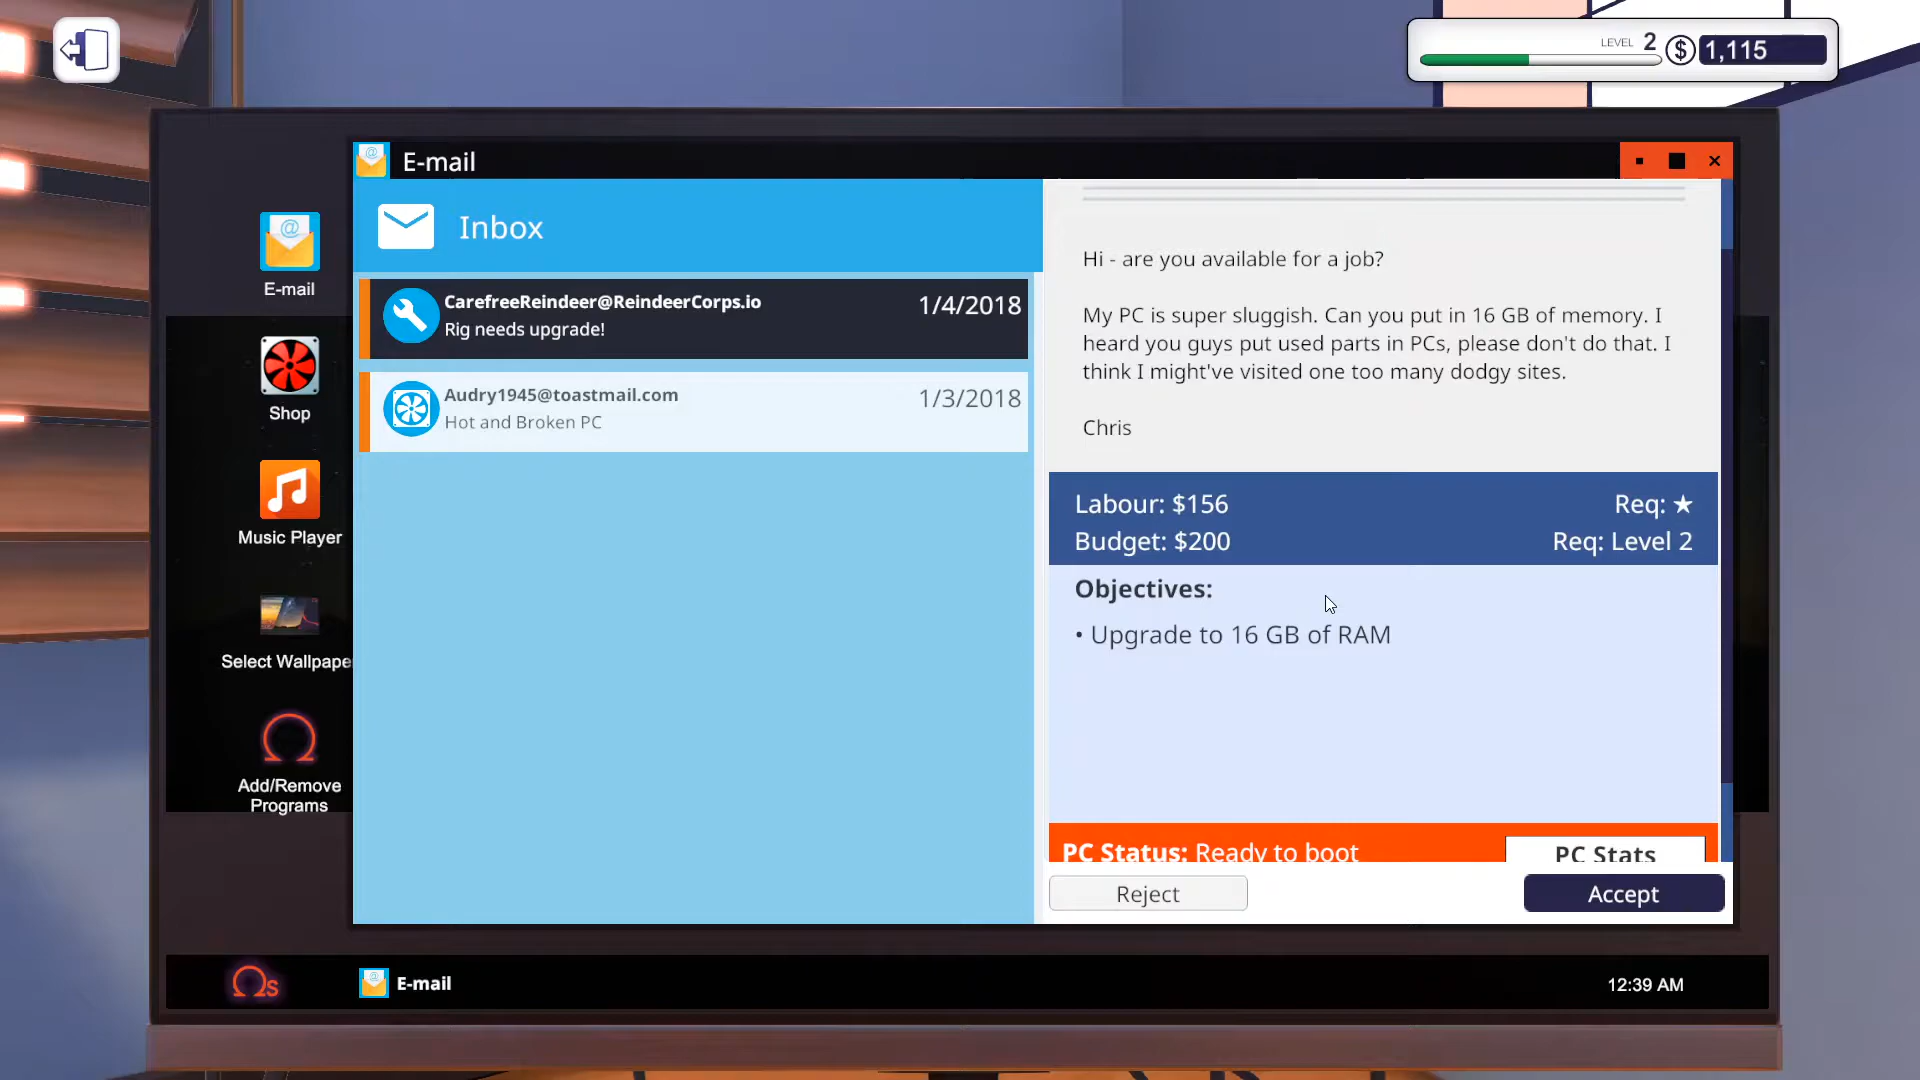 LEVEL 2 $ 1,115
@ E-mail
Inbox
@
E-mail
Shop
Music Player
Select Wallpape
Add/Remove
Programs
CarefreeReindeer@ReindeerCorps.io 1/4/2018
Rig needs upgrade!
Audry1945@toastmail.com 1/3/2018
Hot and Broken PC
Hi - are you available for a job?
My PC is super sluggish. Can you put in 16 GB of memory. I
heard you guys put used parts in PCs, please don't do that. I
think I might've visited one too many dodgy sites.
Chris
Labour: $156 Req: ★
Budget: $200 Req: Level 2
Objectives:
• Upgrade to 16 GB of RAM
PC Status: Ready to boot PC Stats
Reject Accept
Ωs @ E-mail 12:39 AM